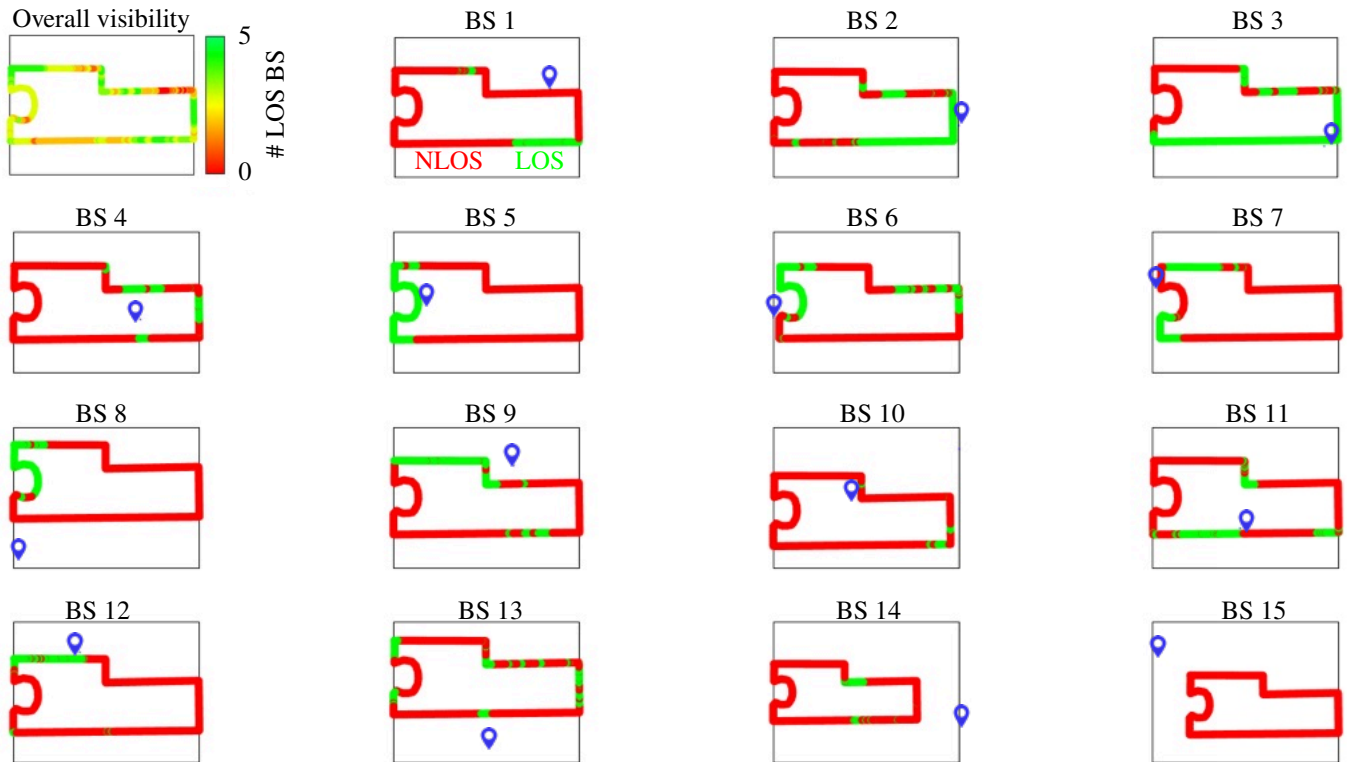 Overall visibility
5
# LOS BS
0
BS 1
NLOS
LOS
BS 2
BS 3
BS 4
BS 5
BS 6
BS 7
BS 8
BS 9
BS 10
BS 11
BS 12
BS 13
BS 14
BS 15